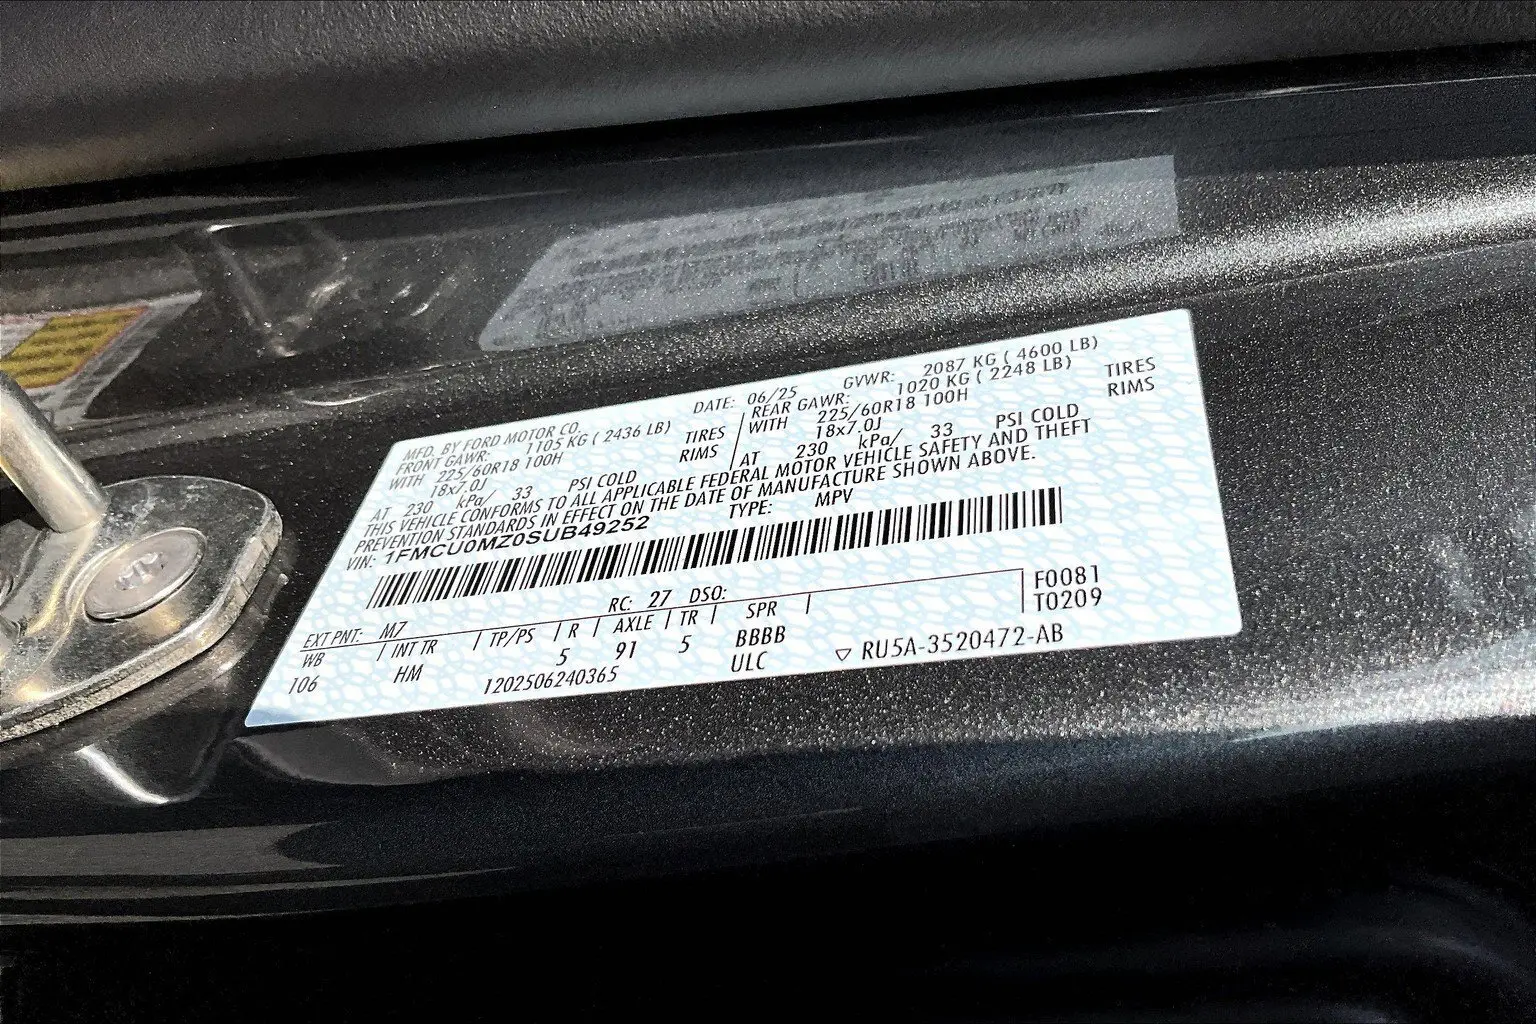 MFD. BY FORD MOTOR CO.
DATE: 06/25
GVWR: 2087 KG ( 4600 LB)
FRONT GAWR: 1105 KG ( 2436 LB)
WITH 225/60R18 100H TIRES
18x7.0J RIMS
AT 230 kPa/ 33 PSI COLD
REAR GAWR: 1020 KG ( 2248 LB)
WITH 225/60R18 100H TIRES
18x7.0J RIMS
AT 230 kPa/ 33 PSI COLD
THIS VEHICLE CONFORMS TO ALL APPLICABLE FEDERAL MOTOR VEHICLE SAFETY AND THEFT
PREVENTION STANDARDS IN EFFECT ON THE DATE OF MANUFACTURE SHOWN ABOVE.
VIN: 1FMCU0MZ0SUB49252
TYPE: MPV
F0081
T0209
EXT PNT: M7 RC: 27 DSO:
WB INT TR TP/PS R AXLE TR SPR
106 HM 5 91 5 BBBB
1202506240365 ULC ▽ RU5A-3520472-AB